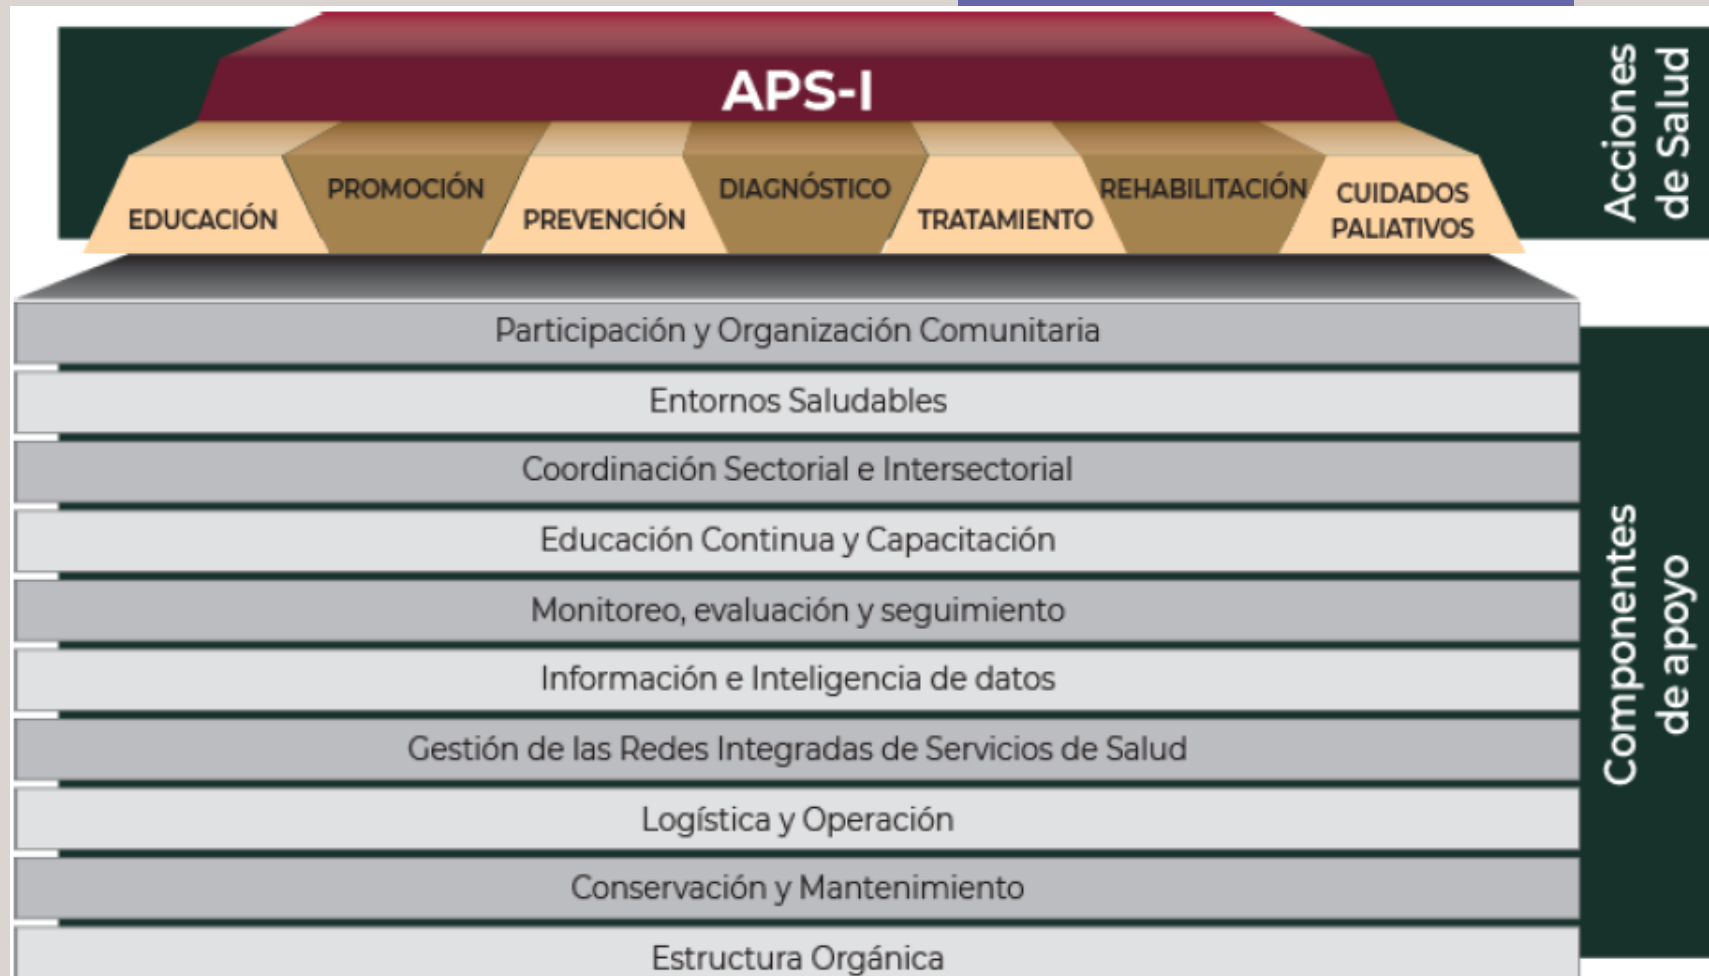 APS-I
EDUCACIÓN
PROMOCIÓN
PREVENCIÓN
DIAGNÓSTICO
TRATAMIENTO
REHABILITACIÓN
CUIDADOS
PALIATIVOS
Acciones
de Salud
Participación y Organización Comunitaria
Entornos Saludables
Coordinación Sectorial e Intersectorial
Educación Continua y Capacitación
Monitoreo, evaluación y seguimiento
Información e Inteligencia de datos
Gestión de las Redes Integradas de Servicios de Salud
Logística y Operación
Conservación y Mantenimiento
Estructura Orgánica
Componentes
de apoyo